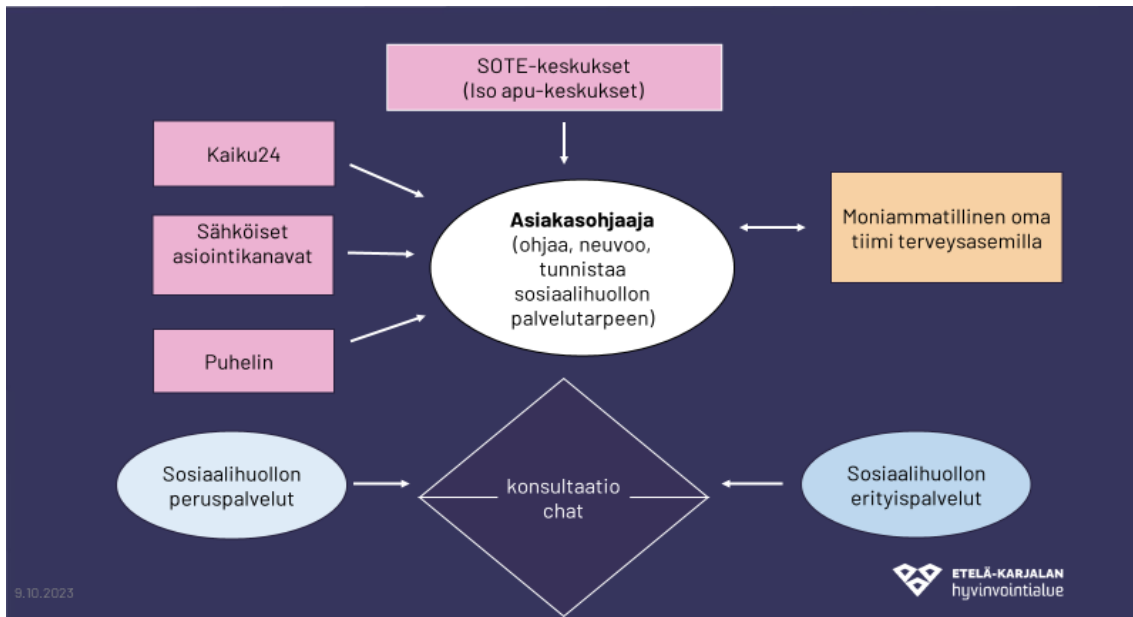 SOTE-keskukset
(Iso apu-keskukset)
Kaiku24
Sähköiset
asiointikanavat
Puhelin
Asiakasohjaaja
(ohjaa, neuvoo,
tunnistaa
sosiaalihuollon
palvelutarpeen)
Moniammatillinen oma
tiimi terveysasemilla
Sosiaalihuollon
peruspalvelut
konsultaatio
chat
Sosiaalihuollon
erityispalvelut
9.10.2023
ETELÄ-KARJALAN
hyvinvointialue